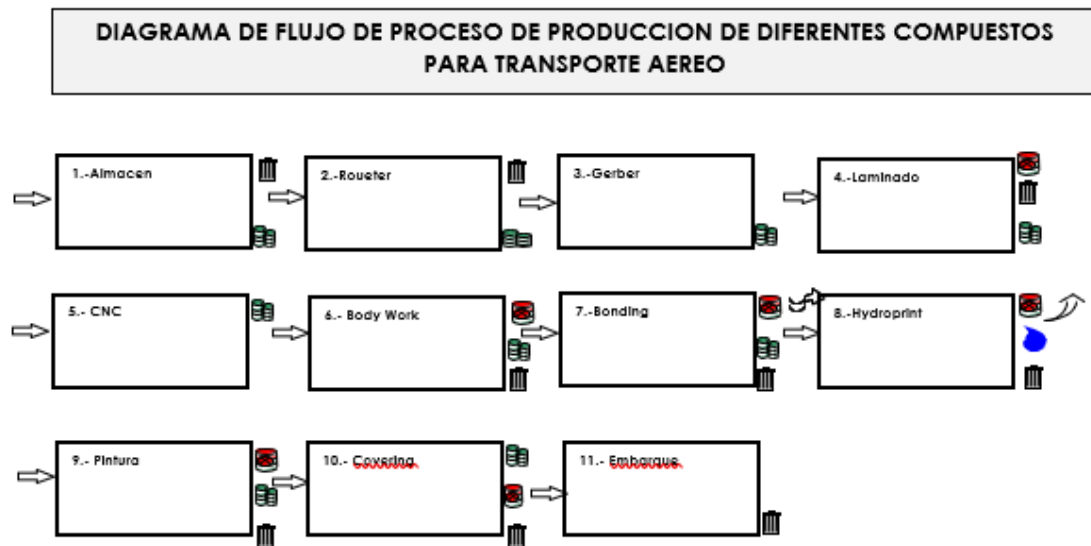 DIAGRAMA DE FLUJO DE PROCESO DE PRODUCCION DE DIFERENTES COMPUESTOS
PARA TRANSPORTE AEREO
1.-Almacen
2.-Roueter
3.-Gerber
4.-Laminado
5.- CNC
6.- Body Work
7.-Bonding
8.-Hydroprint
9.- Pintura
10.- Covering
11.- Embarque